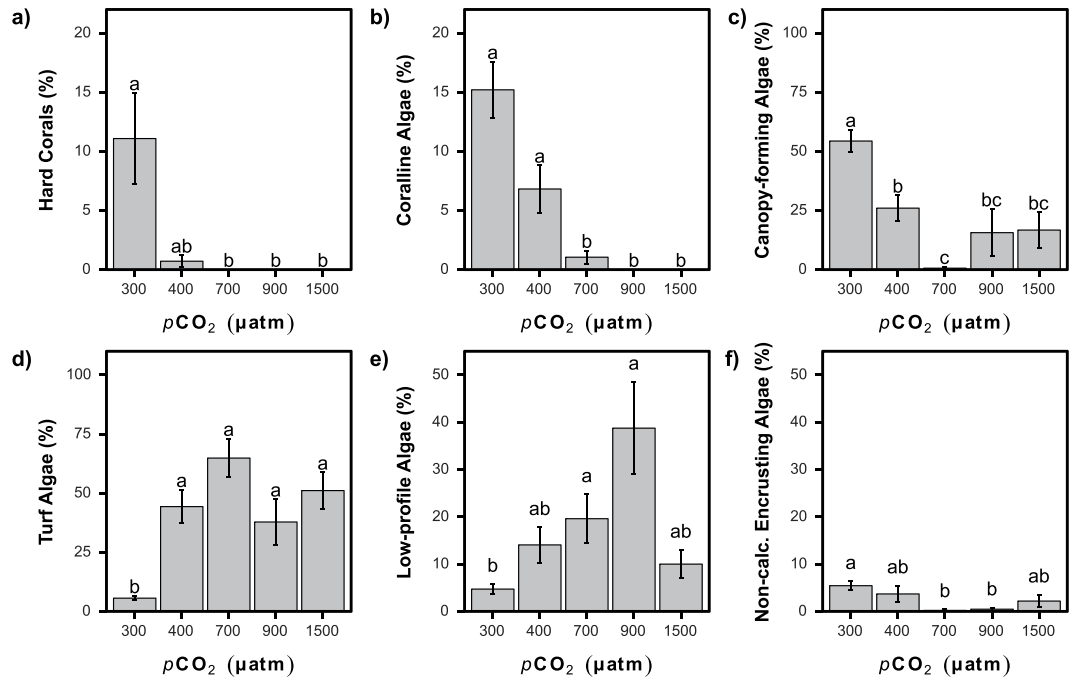 a)
Hard Corals (%)
20
15
10
5
0
a
ab
b
b
b
300
400
700
900
1500
pCO₂ (µatm)
b)
Coralline Algae (%)
20
15
10
5
0
a
a
b
b
b
300
400
700
900
1500
pCO₂ (µatm)
c)
Canopy-forming Algae (%)
100
75
50
25
0
a
b
c
bc
bc
300
400
700
900
1500
pCO₂ (µatm)
d)
Turf Algae (%)
100
75
50
25
0
b
a
a
a
a
300
400
700
900
1500
pCO₂ (µatm)
e)
Low-profile Algae (%)
50
40
30
20
10
0
b
ab
a
a
ab
300
400
700
900
1500
pCO₂ (µatm)
f)
Non-calc. Encrusting Algae (%)
50
40
30
20
10
0
a
ab
b
b
ab
300
400
700
900
1500
pCO₂ (µatm)